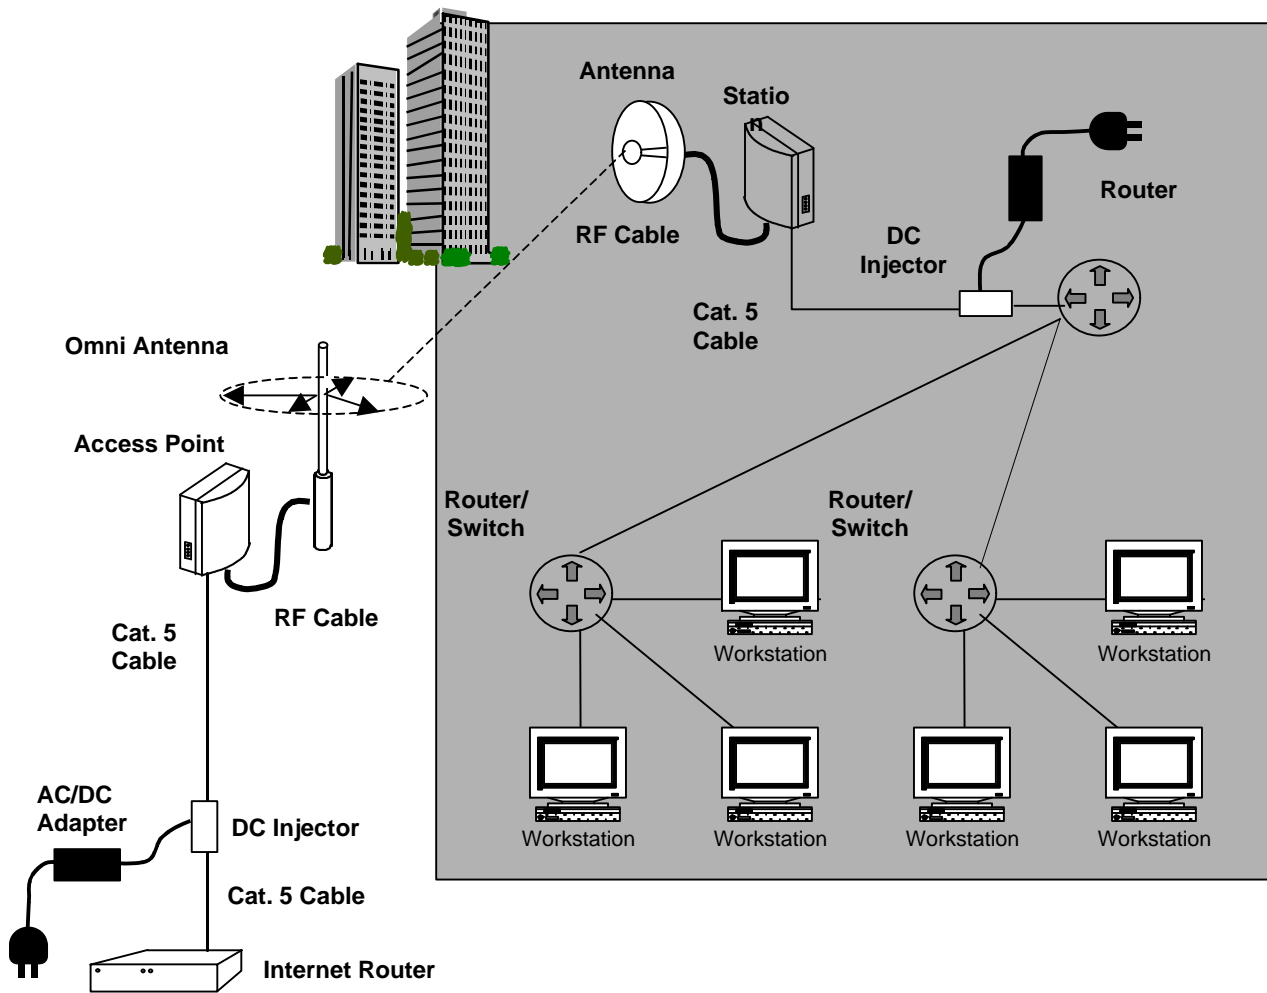 Antenna
Statio
n
Router
RF Cable
DC
Injector
Cat. 5
Cable
Omni Antenna
Access Point
Router/
Switch
Router/
Switch
RF Cable
Cat. 5
Cable
Workstation
Workstation
AC/DC
Adapter
DC Injector
Workstation
Workstation
Workstation
Workstation
Cat. 5 Cable
Internet Router